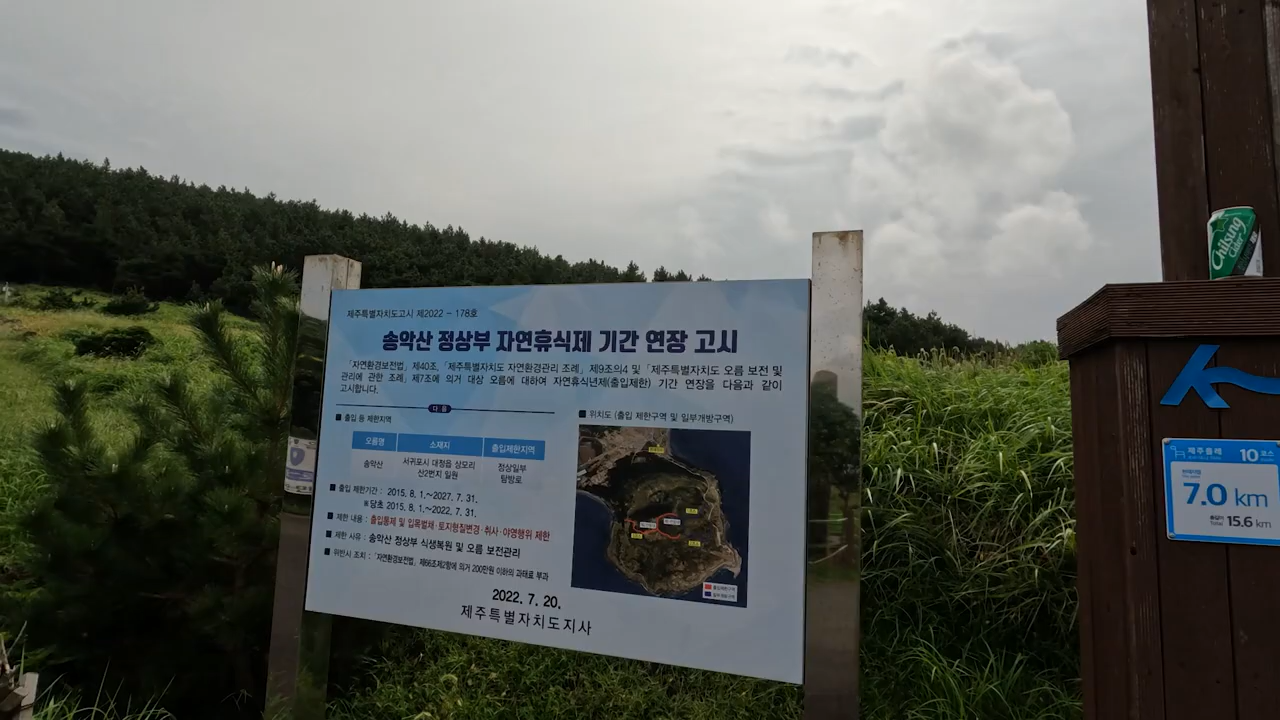 제주특별자치도고시 제2022 - 178호
송악산 정상부 자연휴식제 기간 연장 고시
「자연환경보전법」 제40조, 「제주특별자치도 자연환경관리 조례」 제9조의4 및 「제주특별자치도 오름 보전 및
관리에 관한 조례」 제7조에 의거 대상 오름에 대하여 자연휴식년제(출입제한) 기간 연장을 다음과 같이
고시합니다.
다 음
■ 출입 등 제한지역
오름명 소재지 출입제한지역
송악산 서귀포시 대정읍 상모리 산2번지 일원 정상일부 탐방로
■ 출입 제한기간 : 2015. 8. 1.~2027. 7. 31.
※당초 2015. 8. 1.~2022. 7. 31.
■ 제한 내용 : 출입통제 및 입목벌채·토지형질변경·취사·야영행위 제한
■ 제한 사유 : 송악산 정상부 식생복원 및 오름 보전관리
■ 위반시 조치 : 「자연환경보전법」 제66조제2항에 의거 200만원 이하의 과태료 부과
■ 위치도 (출입 제한구역 및 일부개방구역)
2022. 7. 20.
제주특별자치도지사
Chilsung
Cider
제주올레 10 코스
7.0 km
Total 15.6 km